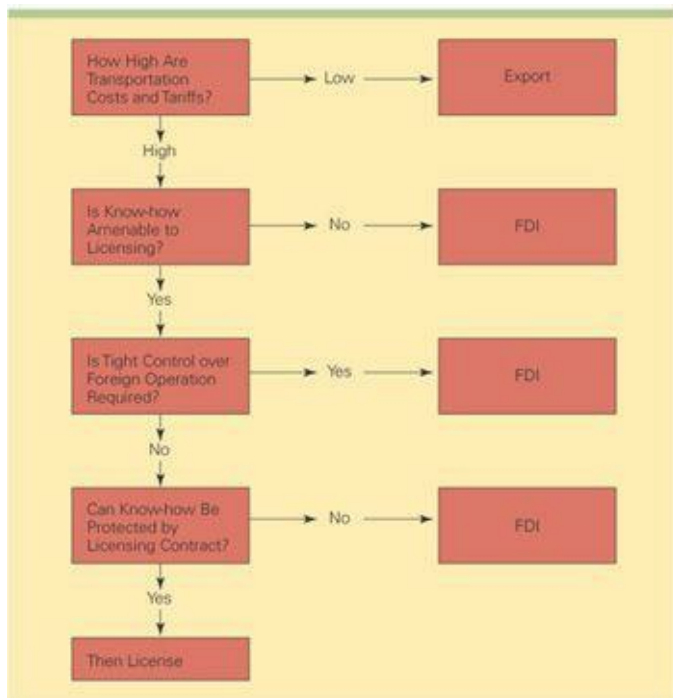 How High Are
Transportation
Costs and Tariffs?
Low
Export
High
Is Know-how
Amenable to
Licensing?
No
FDI
Yes
Is Tight Control over
Foreign Operation
Required?
Yes
FDI
No
Can Know-how Be
Protected by
Licensing Contract?
No
FDI
Yes
Then License